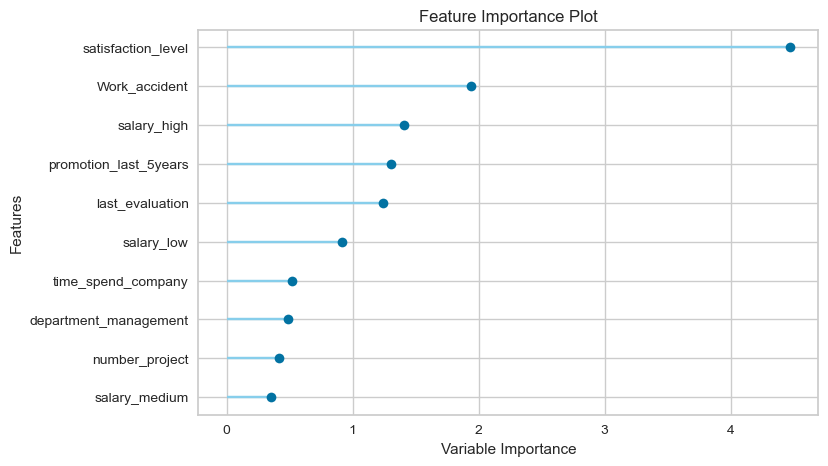 Feature Importance Plot
Features
satisfaction_level
Work_accident
salary_high
promotion_last_5years
last_evaluation
salary_low
time_spend_company
department_management
number_project
salary_medium
0 1 2 3 4
Variable Importance